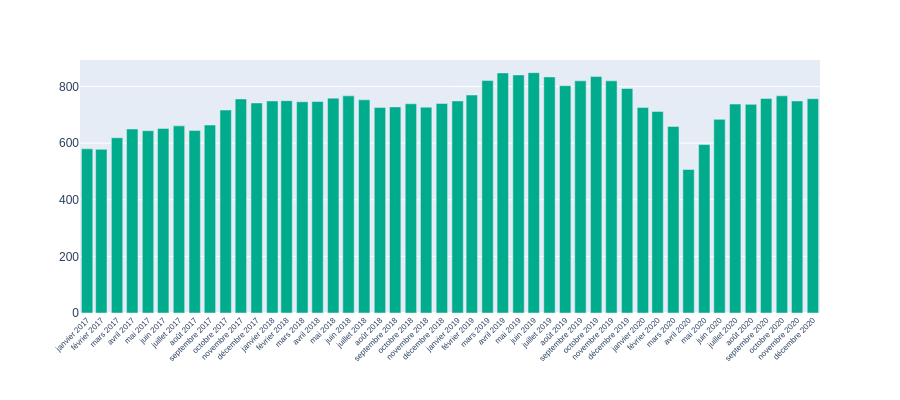 800
600
400
200
0
janvier 2017
février 2017
mars 2017
avril 2017
mai 2017
juin 2017
juillet 2017
août 2017
septembre 2017
octobre 2017
novembre 2017
décembre 2017
janvier 2018
février 2018
mars 2018
avril 2018
mai 2018
juin 2018
juillet 2018
août 2018
septembre 2018
octobre 2018
novembre 2018
décembre 2018
janvier 2019
février 2019
mars 2019
avril 2019
mai 2019
juin 2019
juillet 2019
août 2019
septembre 2019
octobre 2019
novembre 2019
décembre 2019
janvier 2020
février 2020
mars 2020
avril 2020
mai 2020
juin 2020
juillet 2020
août 2020
septembre 2020
octobre 2020
novembre 2020
décembre 2020